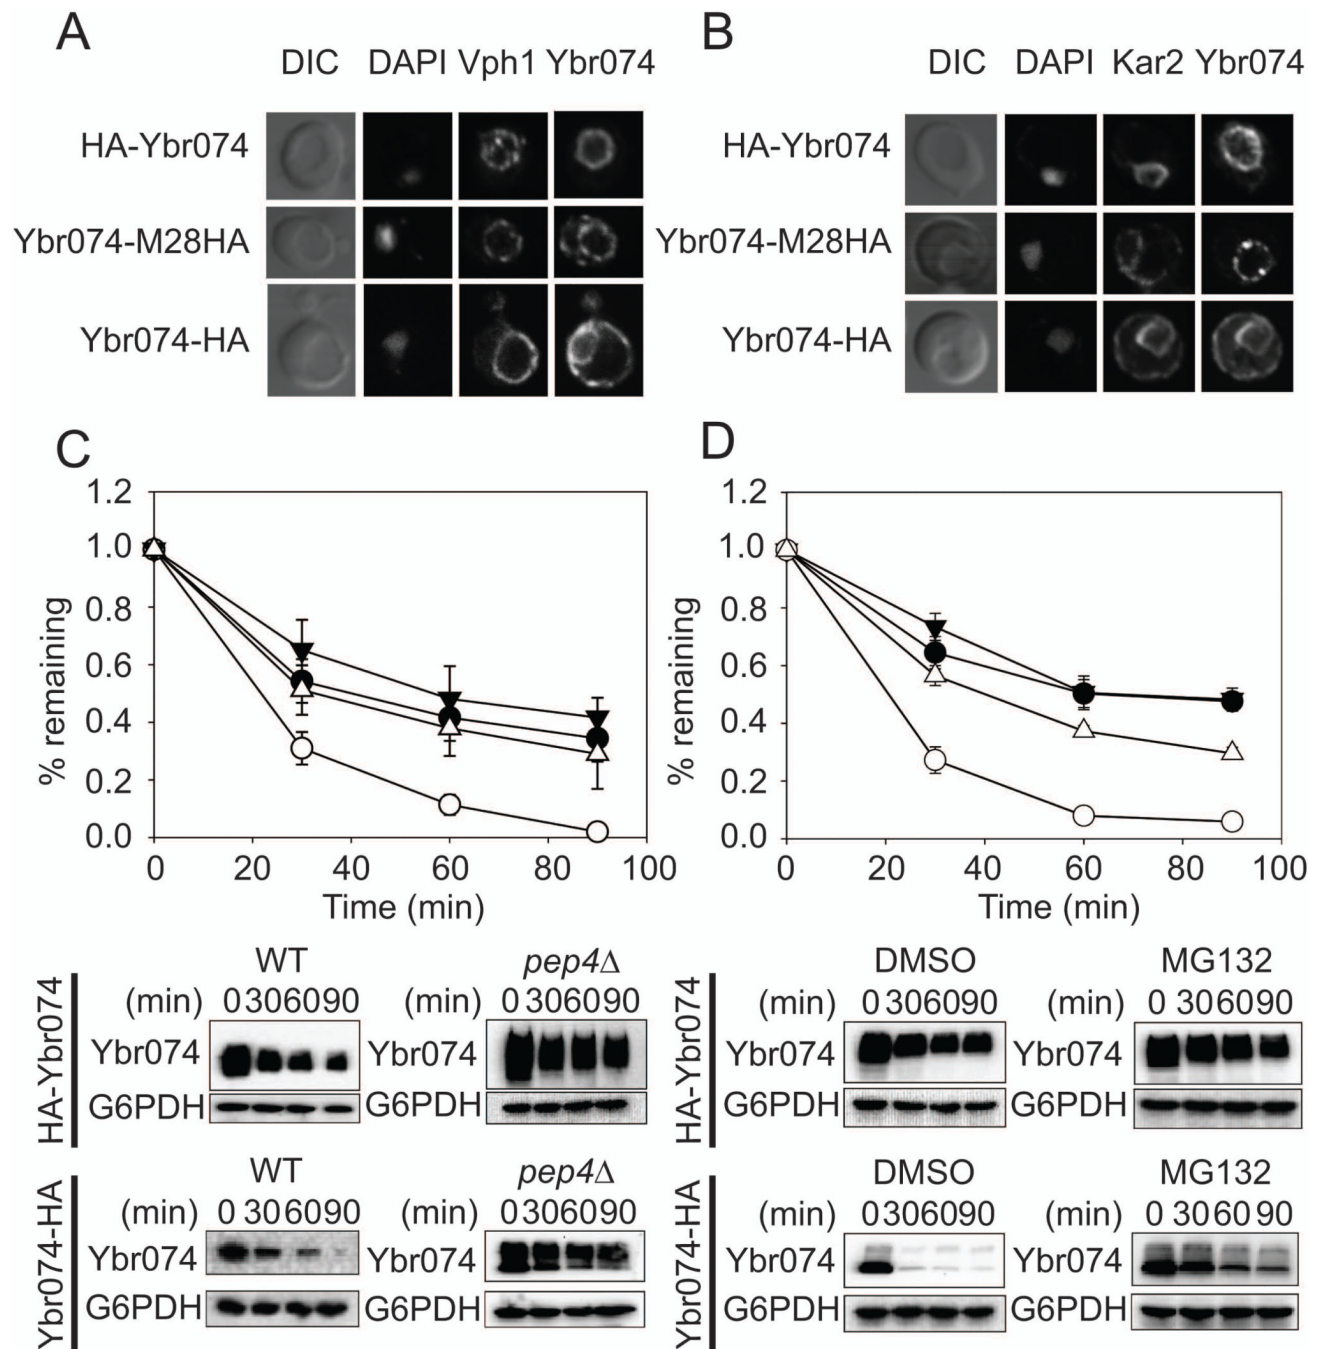 A
DIC DAPI Vph1 Ybr074
HA-Ybr074
Ybr074-M28HA
Ybr074-HA
B
DIC DAPI Kar2 Ybr074
HA-Ybr074
Ybr074-M28HA
Ybr074-HA
C
% remaining
1.2
1.0
0.8
0.6
0.4
0.2
0.0
0 20 40 60 80 100
Time (min)
D
% remaining
1.2
1.0
0.8
0.6
0.4
0.2
0.0
0 20 40 60 80 100
Time (min)
HA-Ybr074
WT
(min) 0 30 60 90
Ybr074
G6PDH
pep4Δ
(min) 0 30 60 90
Ybr074
G6PDH
Ybr074-HA
WT
(min) 0 30 60 90
Ybr074
G6PDH
pep4Δ
(min) 0 30 60 90
Ybr074
G6PDH
HA-Ybr074
DMSO
(min) 0 30 60 90
Ybr074
G6PDH
MG132
(min) 0 30 60 90
Ybr074
G6PDH
Ybr074-HA
DMSO
(min) 0 30 60 90
Ybr074
G6PDH
MG132
(min) 0 30 60 90
Ybr074
G6PDH